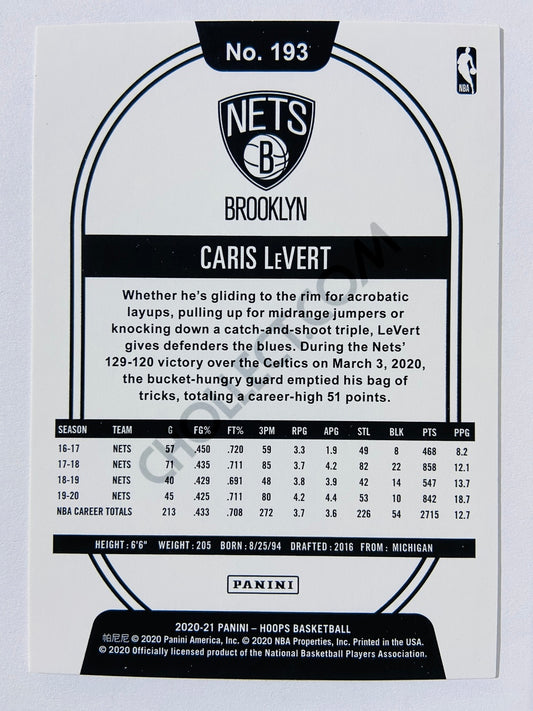 No. 193
NBA
NETS
B
BROOKLYN
CARIS LeVERT
Whether he's gliding to the rim for acrobatic
layups, pulling up for midrange jumpers or
knocking down a catch-and-shoot triple, LeVert
gives defenders the blues. During the Nets'
129-120 victory over the Celtics on March 3, 2020,
the bucket-hungry guard emptied his bag of
tricks, totaling a career-high 51 points.
SEASON TEAM G FG% FT% 3PM RPG APG STL BLK PTS PPG
16-17 NETS 57 .450 .720 59 3.3 1.9 49 8 468 8.2
17-18 NETS 71 .435 .711 85 3.7 4.2 82 22 858 12.1
18-19 NETS 40 .429 .691 48 3.8 3.9 42 14 547 13.7
19-20 NETS 45 .425 .711 80 4.2 4.4 53 10 842 18.7
NBA CAREER TOTALS 213 .433 .708 272 3.7 3.6 226 54 2715 12.7
HEIGHT: 6'6" WEIGHT: 205 BORN: 8/25/94 DRAFTED: 2016 FROM: MICHIGAN
PANINI
2020-21 PANINI – HOOPS BASKETBALL
帕尼尼 © 2020 Panini America, Inc. © 2020 NBA Properties, Inc. Printed in the USA.
© 2020 Officially licensed product of the National Basketball Players Association.
CHOLLECT.COM